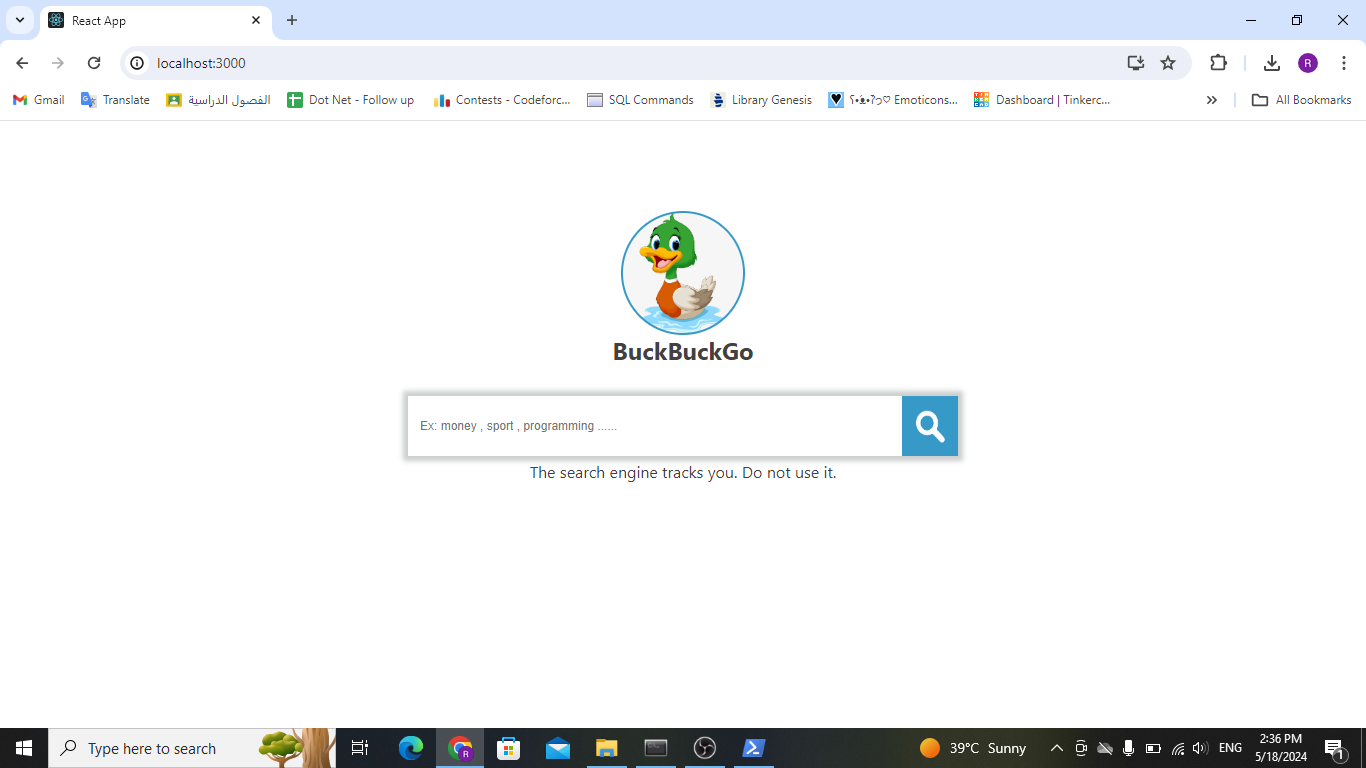 React App
localhost:3000
R
Gmail
Translate
الفصول الدراسية
Dot Net - Follow up
Contests - Codeforc...
SQL Commands
Library Genesis
Emoticons...
Dashboard | Tinkerc...
All Bookmarks
BuckBuckGo
Ex: money , sport , programming ......
The search engine tracks you. Do not use it.
Type here to search
R
39°C Sunny
ENG
2:36 PM
5/18/2024
1